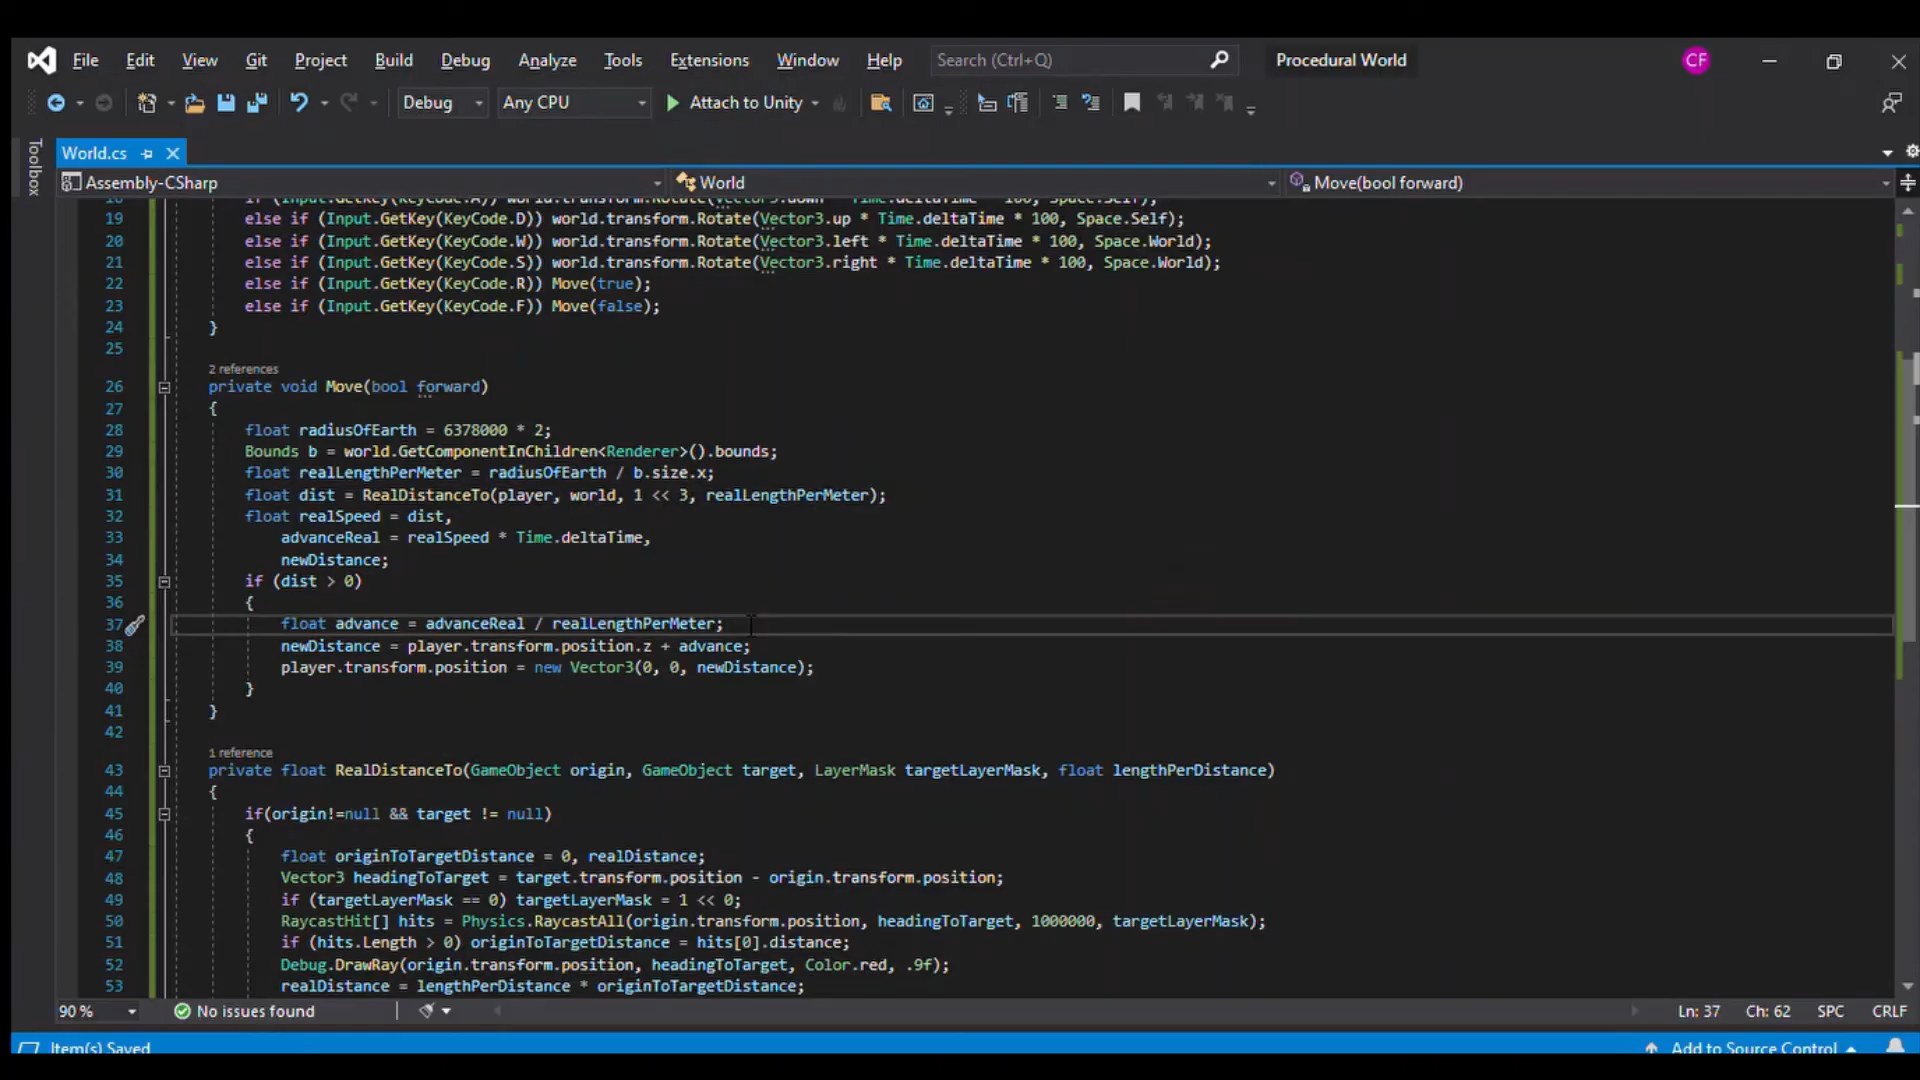 File Edit View Git Project Build Debug Analyze Tools Extensions Window Help Search (Ctrl+Q) Procedural World CF
Debug Any CPU Attach to Unity
Toolbox
World.cs
Assembly-CSharp World Move(bool forward)
19 else if (Input.GetKey(KeyCode.D)) world.transform.Rotate(Vector3.up * Time.deltaTime * 100, Space.Self);
20 else if (Input.GetKey(KeyCode.W)) world.transform.Rotate(Vector3.left * Time.deltaTime * 100, Space.World);
21 else if (Input.GetKey(KeyCode.S)) world.transform.Rotate(Vector3.right * Time.deltaTime * 100, Space.World);
22 else if (Input.GetKey(KeyCode.R)) Move(true);
23 else if (Input.GetKey(KeyCode.F)) Move(false);
24 }
25
2 references
26 private void Move(bool forward)
27 {
28 float radiusOfEarth = 6378000 * 2;
29 Bounds b = world.GetComponentInChildren<Renderer>().bounds;
30 float realLengthPerMeter = radiusOfEarth / b.size.x;
31 float dist = RealDistanceTo(player, world, 1 << 3, realLengthPerMeter);
32 float realSpeed = dist,
33 advanceReal = realSpeed * Time.deltaTime,
34 newDistance;
35 if (dist > 0)
36 {
37 float advance = advanceReal / realLengthPerMeter;
38 newDistance = player.transform.position.z + advance;
39 player.transform.position = new Vector3(0, 0, newDistance);
40 }
41 }
42
1 reference
43 private float RealDistanceTo(GameObject origin, GameObject target, LayerMask targetLayerMask, float lengthPerDistance)
44 {
45 if(origin!=null && target != null)
46 {
47 float originToTargetDistance = 0, realDistance;
48 Vector3 headingToTarget = target.transform.position - origin.transform.position;
49 if (targetLayerMask == 0) targetLayerMask = 1 << 0;
50 RaycastHit[] hits = Physics.RaycastAll(origin.transform.position, headingToTarget, 1000000, targetLayerMask);
51 if (hits.Length > 0) originToTargetDistance = hits[0].distance;
52 Debug.DrawRay(origin.transform.position, headingToTarget, Color.red, .9f);
53 realDistance = lengthPerDistance * originToTargetDistance;
90 % No issues found Ln: 37 Ch: 62 SPC CRLF
Item(s) Saved Add to Source Control